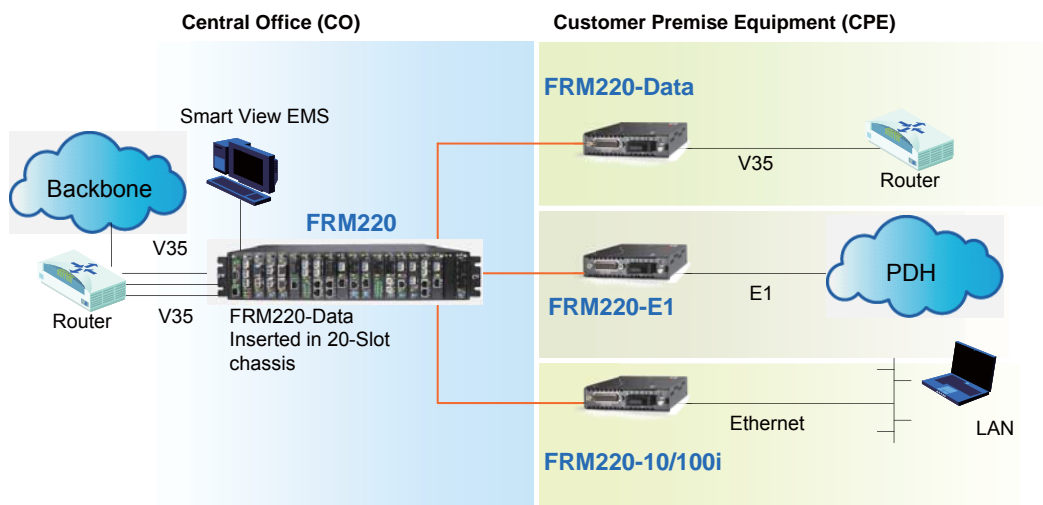 Central Office (CO)
Customer Premise Equipment (CPE)
Smart View EMS
Backbone
FRM220
V35
V35
Router
FRM220-Data
Inserted in 20-Slot
chassis
FRM220-Data
V35
Router
FRM220-E1
E1
PDH
Ethernet
LAN
FRM220-10/100i